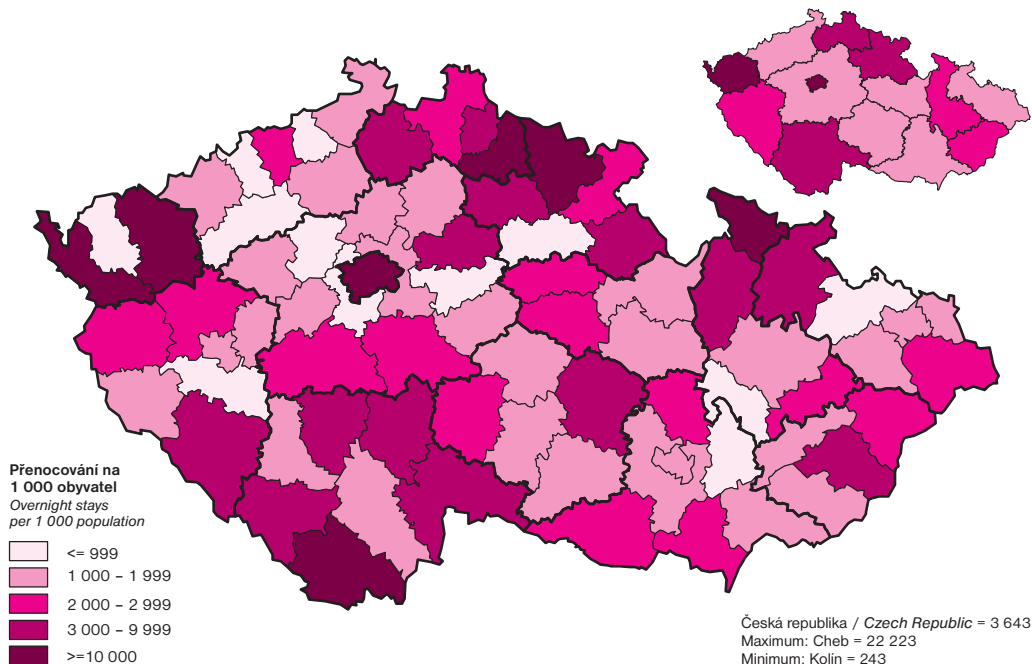 Přenocování na
1 000 obyvatel
Overnight stays
per 1 000 population
<= 999
1 000 – 1 999
2 000 – 2 999
3 000 – 9 999
>=10 000
Česká republika / Czech Republic = 3 643
Maximum: Cheb = 22 223
Minimum: Kolín = 243